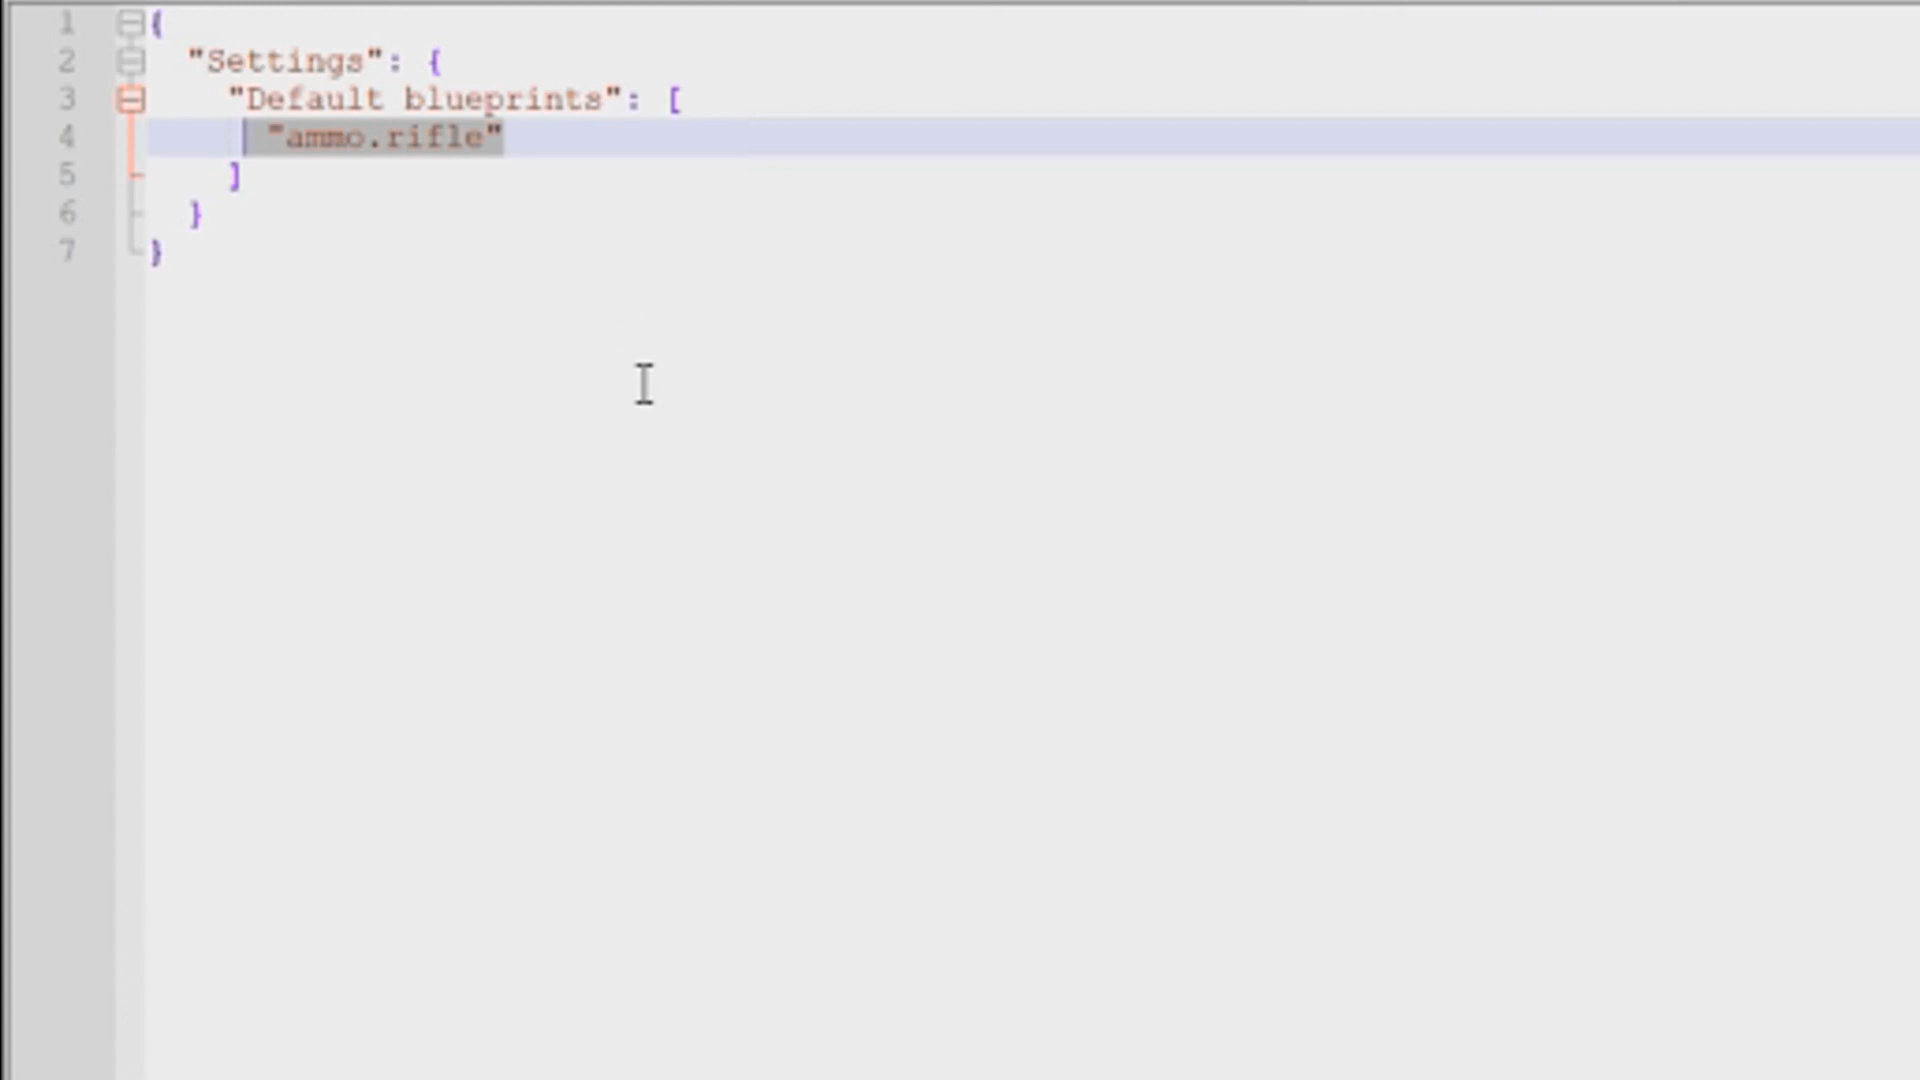 1 {
2 "Settings": {
3 "Default blueprints": [
4 "ammo.rifle"
5 ]
6 }
7 }